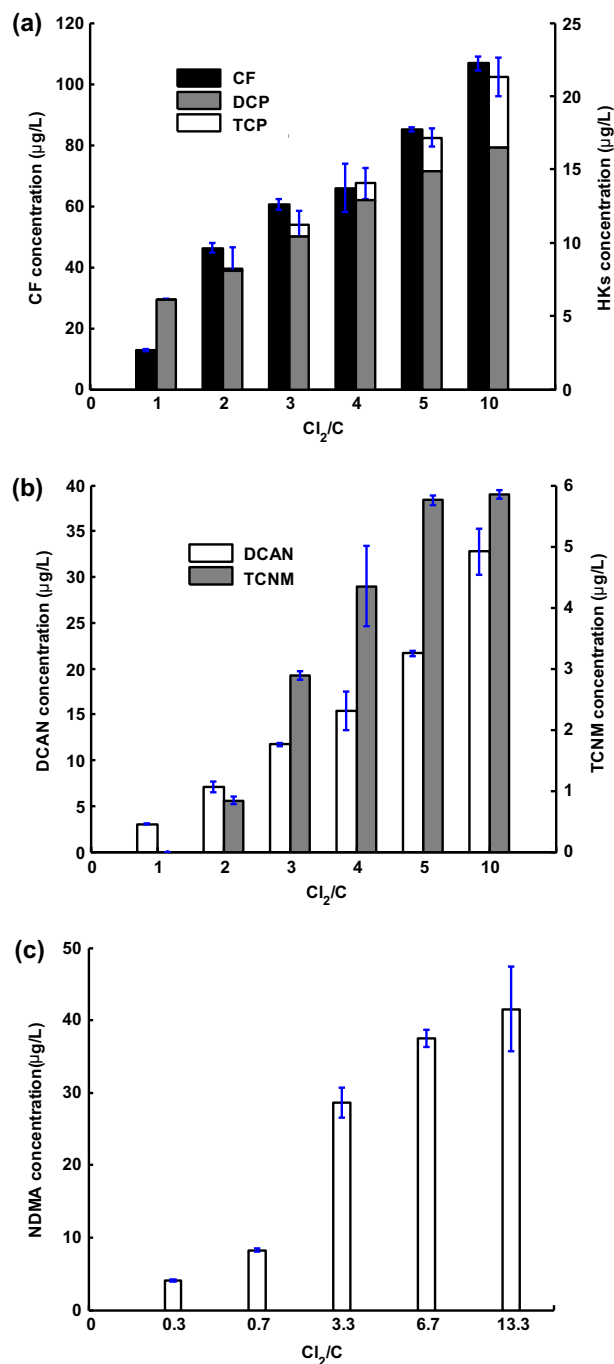 (a)
120
100
80
60
40
20
0
CF concentration (µg/L)
CF
DCP
TCP
25
20
15
10
5
0
HKs concentration (µg/L)
0 1 2 3 4 5 10
Cl₂/C
(b)
40
35
30
25
20
15
10
5
0
DCAN concentration (µg/L)
DCAN
TCNM
6
5
4
3
2
1
0
TCNM concentration (µg/L)
0 1 2 3 4 5 10
Cl₂/C
(c)
50
40
30
20
10
0
NDMA concentration(µg/L)
0 0.3 0.7 3.3 6.7 13.3
Cl₂/C